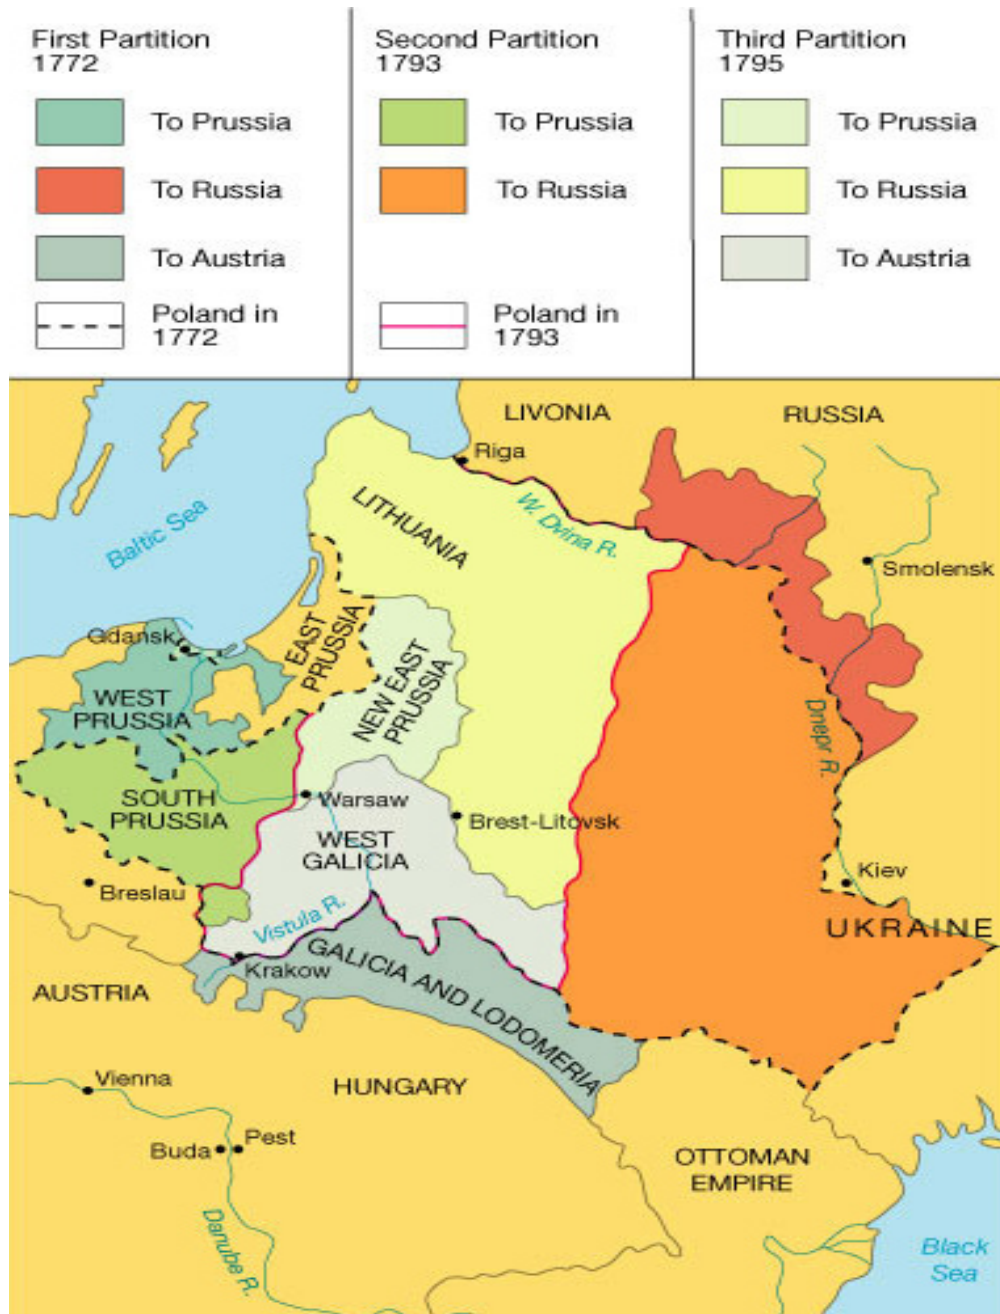 First Partition
1772
To Prussia
To Russia
To Austria
Poland in
1772
Second Partition
1793
To Prussia
To Russia
Poland in
1793
Third Partition
1795
To Prussia
To Russia
To Austria
LIVONIA
RUSSIA
Riga
LITHUANIA
W. Dvina R.
Baltic Sea
Smolensk
Gdansk
EAST
PRUSSIA
NEW EAST
PRUSSIA
WEST
PRUSSIA
Dnepr R.
SOUTH
PRUSSIA
Warsaw
Brest-Litovsk
WEST
GALICIA
Breslau
Kiev
Vistula R.
UKRAINE
Krakow
GALICIA AND LODOMERIA
AUSTRIA
Vienna
HUNGARY
Buda
Pest
OTTOMAN
EMPIRE
Danube R.
Black
Sea